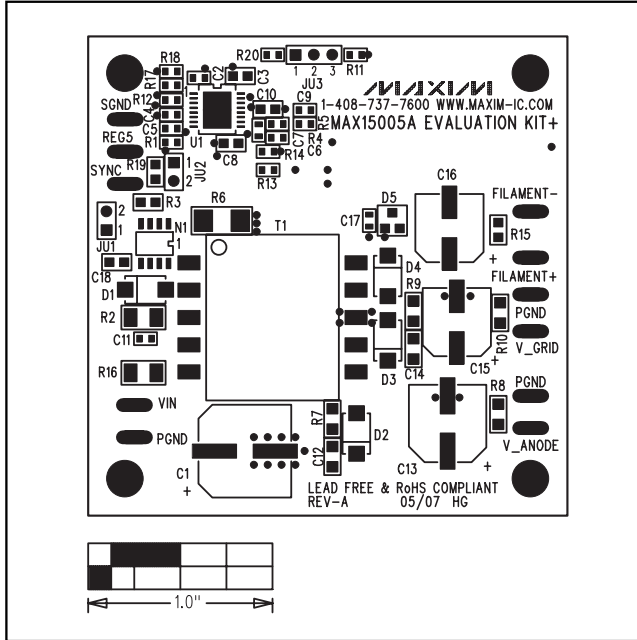 R18
R20
1 2 3
R11
JU3
R17
C2
C3
R12
1
SGND
C4
C10
C9
R5
MAXIM
1-408-737-7600 WWW.MAXIM-IC.COM
MAX15005A EVALUATION KIT+
C5
REG5
R1
U1
C8
C7
R4
C6
R14
SYNC
R19
1
2
JU2
R13
R3
R6
C16
FILAMENT-
D5
C17
T1
R15
+
2
1
JU1
N1
1
C18
D4
FILAMENT+
D1
R9
PGND
R2
R10
V_GRID
C11
D3
C14
C15
+
R16
VIN
PGND
R7
D2
R8
PGND
V_ANODE
C1
+
C12
C13
+
LEAD FREE & RoHS COMPLIANT
REV-A 05/07 HG
1.0"